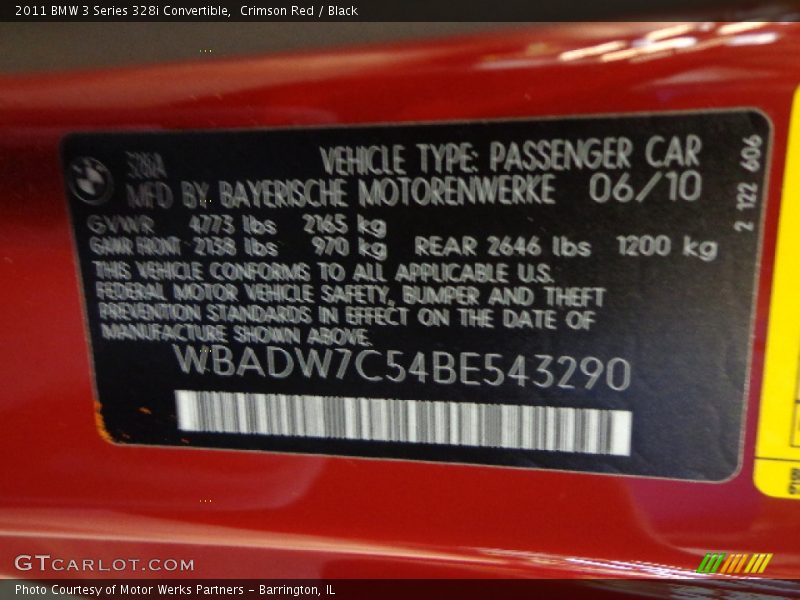 2011 BMW 3 Series 328i Convertible,  Crimson Red / Black
328iA
VEHICLE TYPE: PASSENGER CAR
MFD BY BAYERISCHE MOTORENWERKE 06/10
GVWR 4773 lbs 2165 kg
GAWR FRONT 2138 lbs 970 kg REAR 2646 lbs 1200 kg
THIS VEHICLE CONFORMS TO ALL APPLICABLE U.S.
FEDERAL MOTOR VEHICLE SAFETY, BUMPER AND THEFT
PREVENTION STANDARDS IN EFFECT ON THE DATE OF
MANUFACTURE SHOWN ABOVE.
WBADW7C54BE543290
2 122 606
GTCARLOT.COM
Photo Courtesy of Motor Werks Partners - Barrington, IL